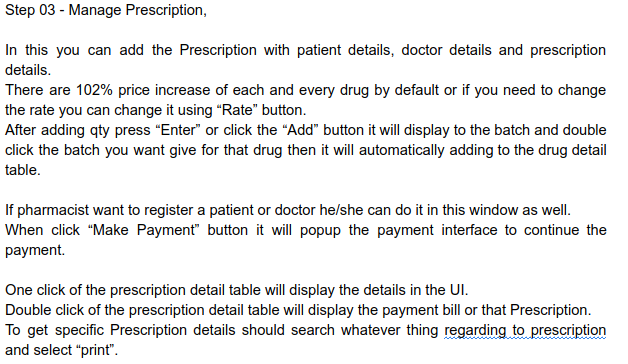 Step 03 - Manage Prescription,
In this you can add the Prescription with patient details, doctor details and prescription
details.
There are 102% price increase of each and every drug by default or if you need to change
the rate you can change it using “Rate” button.
After adding qty press “Enter” or click the “Add” button it will display to the batch and double
click the batch you want give for that drug then it will automatically adding to the drug detail
table.
If pharmacist want to register a patient or doctor he/she can do it in this window as well.
When click “Make Payment” button it will popup the payment interface to continue the
payment.
One click of the prescription detail table will display the details in the UI.
Double click of the prescription detail table will display the payment bill or that Prescription.
To get specific Prescription details should search whatever thing regarding to prescription
and select “print”.